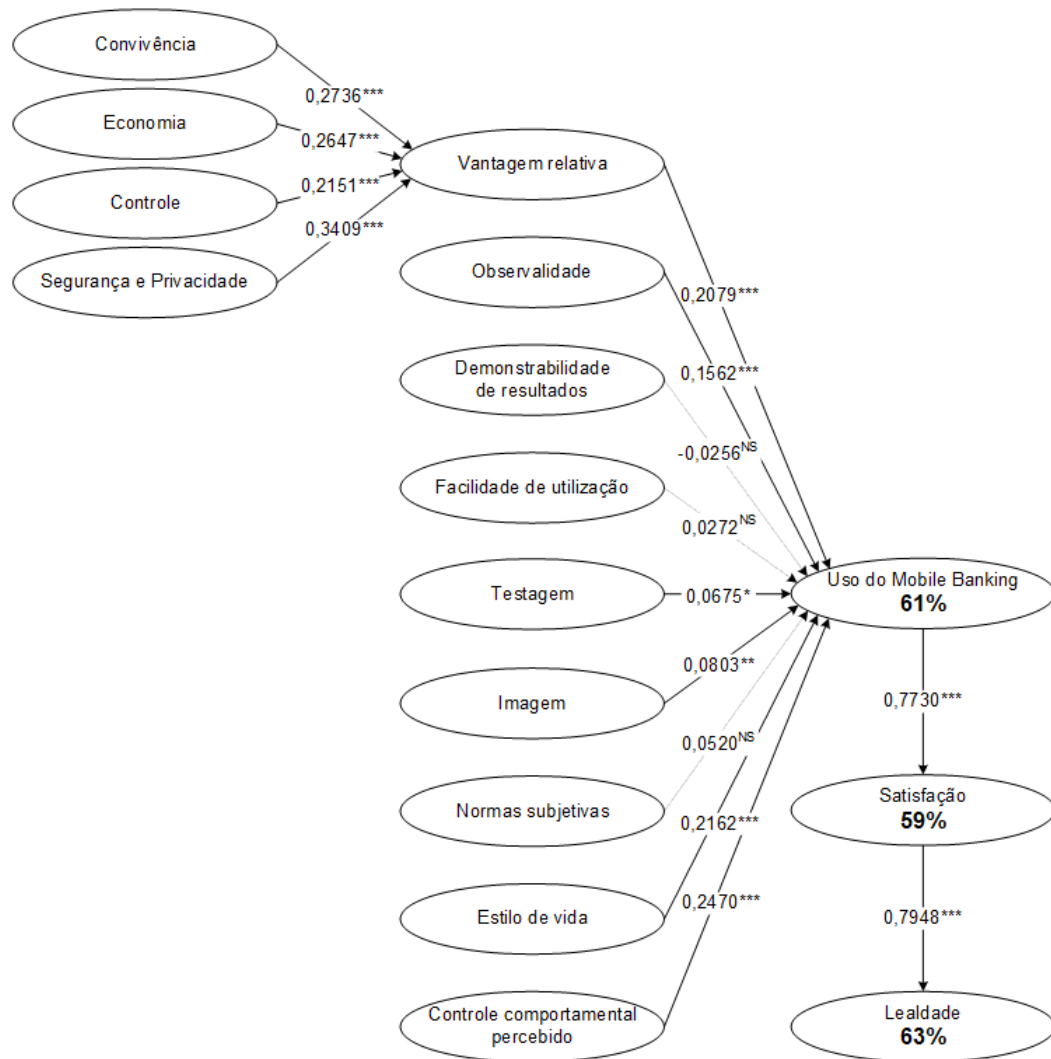 Convivência
0,2736***
Economia
0,2647***
Vantagem relativa
Controle
0,2151***
0,3409***
Segurança e Privacidade
Observalidade
0,2079***
Demonstrabilidade
de resultados
0,1562***
-0,0256NS
Facilidade de utilização
0,0272NS
Uso do Mobile Banking
61%
Testagem
0,0675*
Imagem
0,0803**
0,7730***
0,0520NS
Normas subjetivas
Satisfação
59%
0,2162***
Estilo de vida
0,2470***
0,7948***
Controle comportamental
percebido
Lealdade
63%